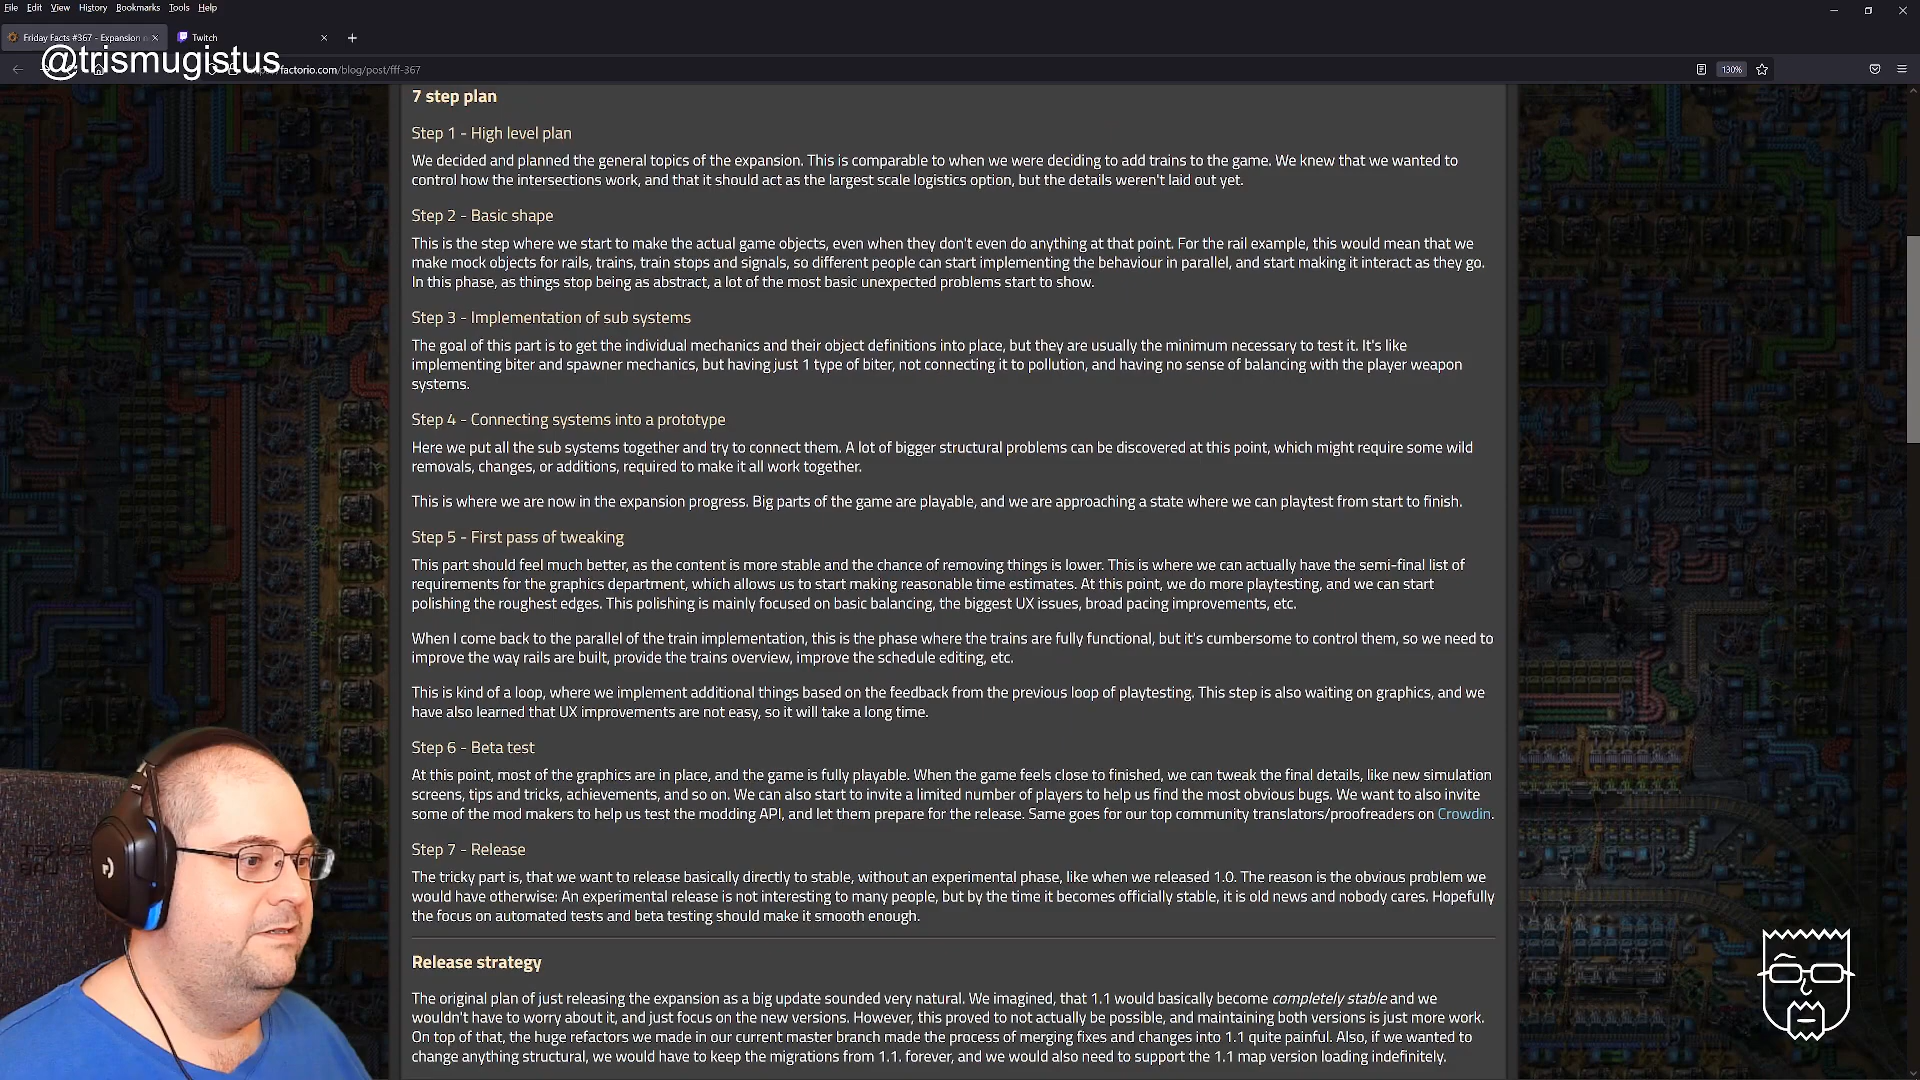 File Edit View History Bookmarks Tools Help
Friday Facts #367 - Expansion
Twitch
@trismugistus
factorio.com/blog/post/fff-367
130%
7 step plan
Step 1 - High level plan
We decided and planned the general topics of the expansion. This is comparable to when we were deciding to add trains to the game. We knew that we wanted to
control how the intersections work, and that it should act as the largest scale logistics option, but the details weren't laid out yet.
Step 2 - Basic shape
This is the step where we start to make the actual game objects, even when they don't even do anything at that point. For the rail example, this would mean that we
make mock objects for rails, trains, train stops and signals, so different people can start implementing the behaviour in parallel, and start making it interact as they go.
In this phase, as things stop being as abstract, a lot of the most basic unexpected problems start to show.
Step 3 - Implementation of sub systems
The goal of this part is to get the individual mechanics and their object definitions into place, but they are usually the minimum necessary to test it. It's like
implementing biter and spawner mechanics, but having just 1 type of biter, not connecting it to pollution, and having no sense of balancing with the player weapon
systems.
Step 4 - Connecting systems into a prototype
Here we put all the sub systems together and try to connect them. A lot of bigger structural problems can be discovered at this point, which might require some wild
removals, changes, or additions, required to make it all work together.
This is where we are now in the expansion progress. Big parts of the game are playable, and we are approaching a state where we can playtest from start to finish.
Step 5 - First pass of tweaking
This part should feel much better, as the content is more stable and the chance of removing things is lower. This is where we can actually have the semi-final list of
requirements for the graphics department, which allows us to start making reasonable time estimates. At this point, we do more playtesting, and we can start
polishing the roughest edges. This polishing is mainly focused on basic balancing, the biggest UX issues, broad pacing improvements, etc.
When I come back to the parallel of the train implementation, this is the phase where the trains are fully functional, but it's cumbersome to control them, so we need to
improve the way rails are built, provide the trains overview, improve the schedule editing, etc.
This is kind of a loop, where we implement additional things based on the feedback from the previous loop of playtesting. This step is also waiting on graphics, and we
have also learned that UX improvements are not easy, so it will take a long time.
Step 6 - Beta test
At this point, most of the graphics are in place, and the game is fully playable. When the game feels close to finished, we can tweak the final details, like new simulation
screens, tips and tricks, achievements, and so on. We can also start to invite a limited number of players to help us find the most obvious bugs. We want to also invite
some of the mod makers to help us test the modding API, and let them prepare for the release. Same goes for our top community translators/proofreaders on Crowdin.
Step 7 - Release
The tricky part is, that we want to release basically directly to stable, without an experimental phase, like when we released 1.0. The reason is the obvious problem we
would have otherwise: An experimental release is not interesting to many people, but by the time it becomes officially stable, it is old news and nobody cares. Hopefully
the focus on automated tests and beta testing should make it smooth enough.
Release strategy
The original plan of just releasing the expansion as a big update sounded very natural. We imagined, that 1.1 would basically become completely stable and we
wouldn't have to worry about it, and just focus on the new versions. However, this proved to not actually be possible, and maintaining both versions is just more work.
On top of that, the huge refactors we made in our current master branch made the process of merging fixes and changes into 1.1 quite painful. Also, if we wanted to
change anything structural, we would have to keep the migrations from 1.1. forever, and we would also need to support the 1.1 map version loading indefinitely.